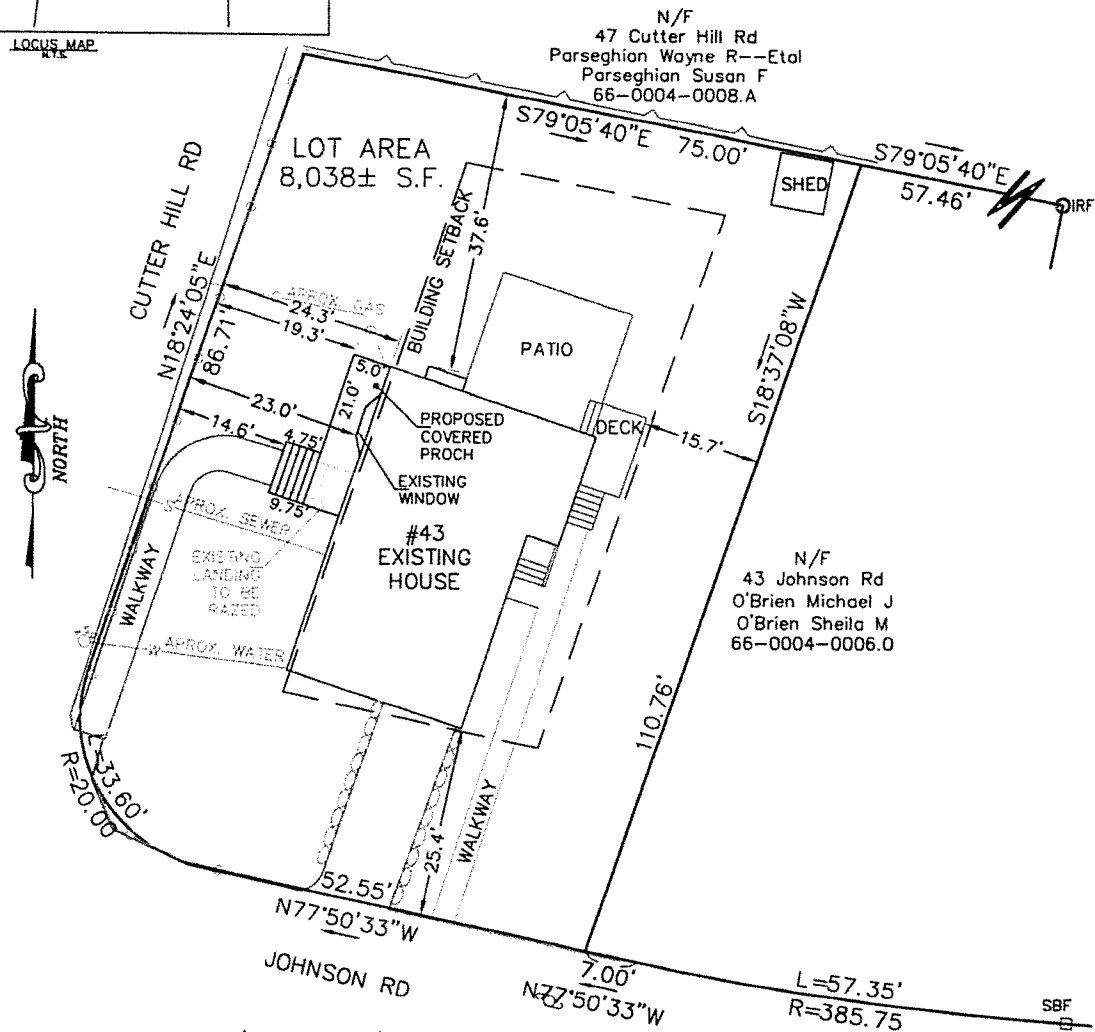 LOCUS MAP
N.T.S.
N/F
47 Cutter Hill Rd
Parseghian Wayne R--Etal
Parseghian Susan F
66-0004-0008.A
S79°05'40"E 75.00'
S79°05'40"E
57.46'
IRF
LOT AREA
8,038± S.F.
SHED
CUTTER HILL RD
N18°24'05"E
86.71'
BUILDING SETBACK
37.6'
APROX. GAS
24.3'
19.3'
PATIO
S18°37'08"W
NORTH
5.0'
21.0'
PROPOSED
COVERED
PROCH
23.0'
14.6'
4.75'
DECK
15.7'
EXISTING
WINDOW
9.75'
S
APROX. SEWER
#43
EXISTING
HOUSE
EXISTING
LANDING
TO BE
RAZED
WALKWAY
W
APROX. WATER
N/F
43 Johnson Rd
O'Brien Michael J
O'Brien Sheila M
66-0004-0006.0
110.76'
L=33.60'
R=20.00
25.4'
WALKWAY
52.55'
N77°50'33"W
JOHNSON RD
7.00'
N77°50'33"W
L=57.35'
R=385.75
SBF